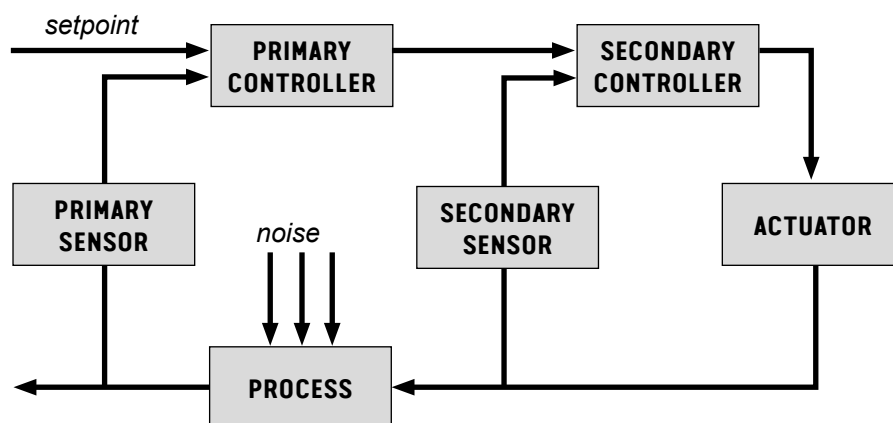 setpoint
PRIMARY
CONTROLLER
SECONDARY
CONTROLLER
PRIMARY
SENSOR
noise
SECONDARY
SENSOR
ACTUATOR
PROCESS